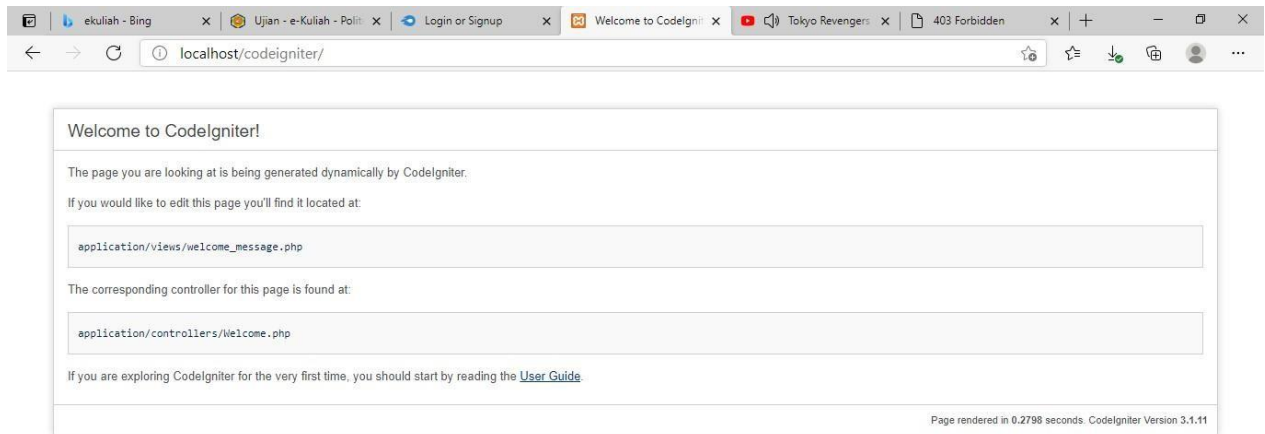 ekuliah - Bing
Ujian - e-Kuliah - Polit
Login or Signup
Welcome to CodeIgnit
Tokyo Revengers
403 Forbidden
localhost/codeigniter/
Welcome to CodeIgniter!
The page you are looking at is being generated dynamically by CodeIgniter.
If you would like to edit this page you'll find it located at:
application/views/welcome_message.php
The corresponding controller for this page is found at:
application/controllers/Welcome.php
If you are exploring CodeIgniter for the very first time, you should start by reading the User Guide.
Page rendered in 0.2798 seconds. CodeIgniter Version 3.1.11